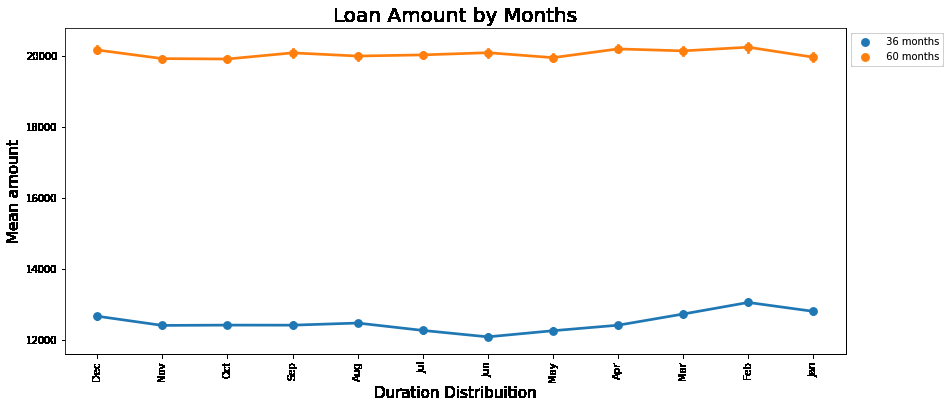 Loan Amount by Months
36 months
60 months
Mean amount
20000
18000
16000
14000
12000
Dec
Nov
Oct
Sep
Aug
Jul
Jun
May
Apr
Mar
Feb
Jan
Duration Distribuition